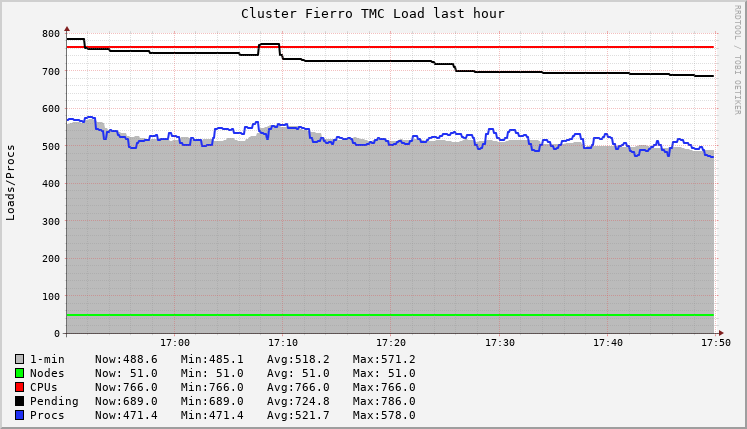 Cluster Fierro TMC Load last hour
RRDTOOL / TOBI OETIKER
Loads/Procs
800
700
600
500
400
300
200
100
0
17:00 17:10 17:20 17:30 17:40 17:50
1-min Now:488.6 Min:485.1 Avg:518.2 Max:571.2
Nodes Now: 51.0 Min: 51.0 Avg: 51.0 Max: 51.0
CPUs Now:766.0 Min:766.0 Avg:766.0 Max:766.0
Pending Now:689.0 Min:689.0 Avg:724.8 Max:786.0
Procs Now:471.4 Min:471.4 Avg:521.7 Max:578.0